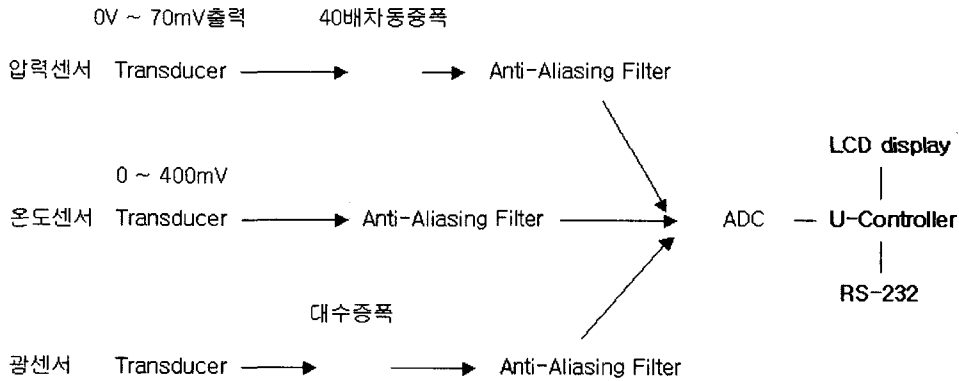 0V ~ 70mV출력 40배차동증폭
압력센서 Transducer Anti-Aliasing Filter
LCD display
0 ~ 400mV
온도센서 Transducer Anti-Aliasing Filter ADC U-Controller
RS-232
대수증폭
광센서 Transducer Anti-Aliasing Filter